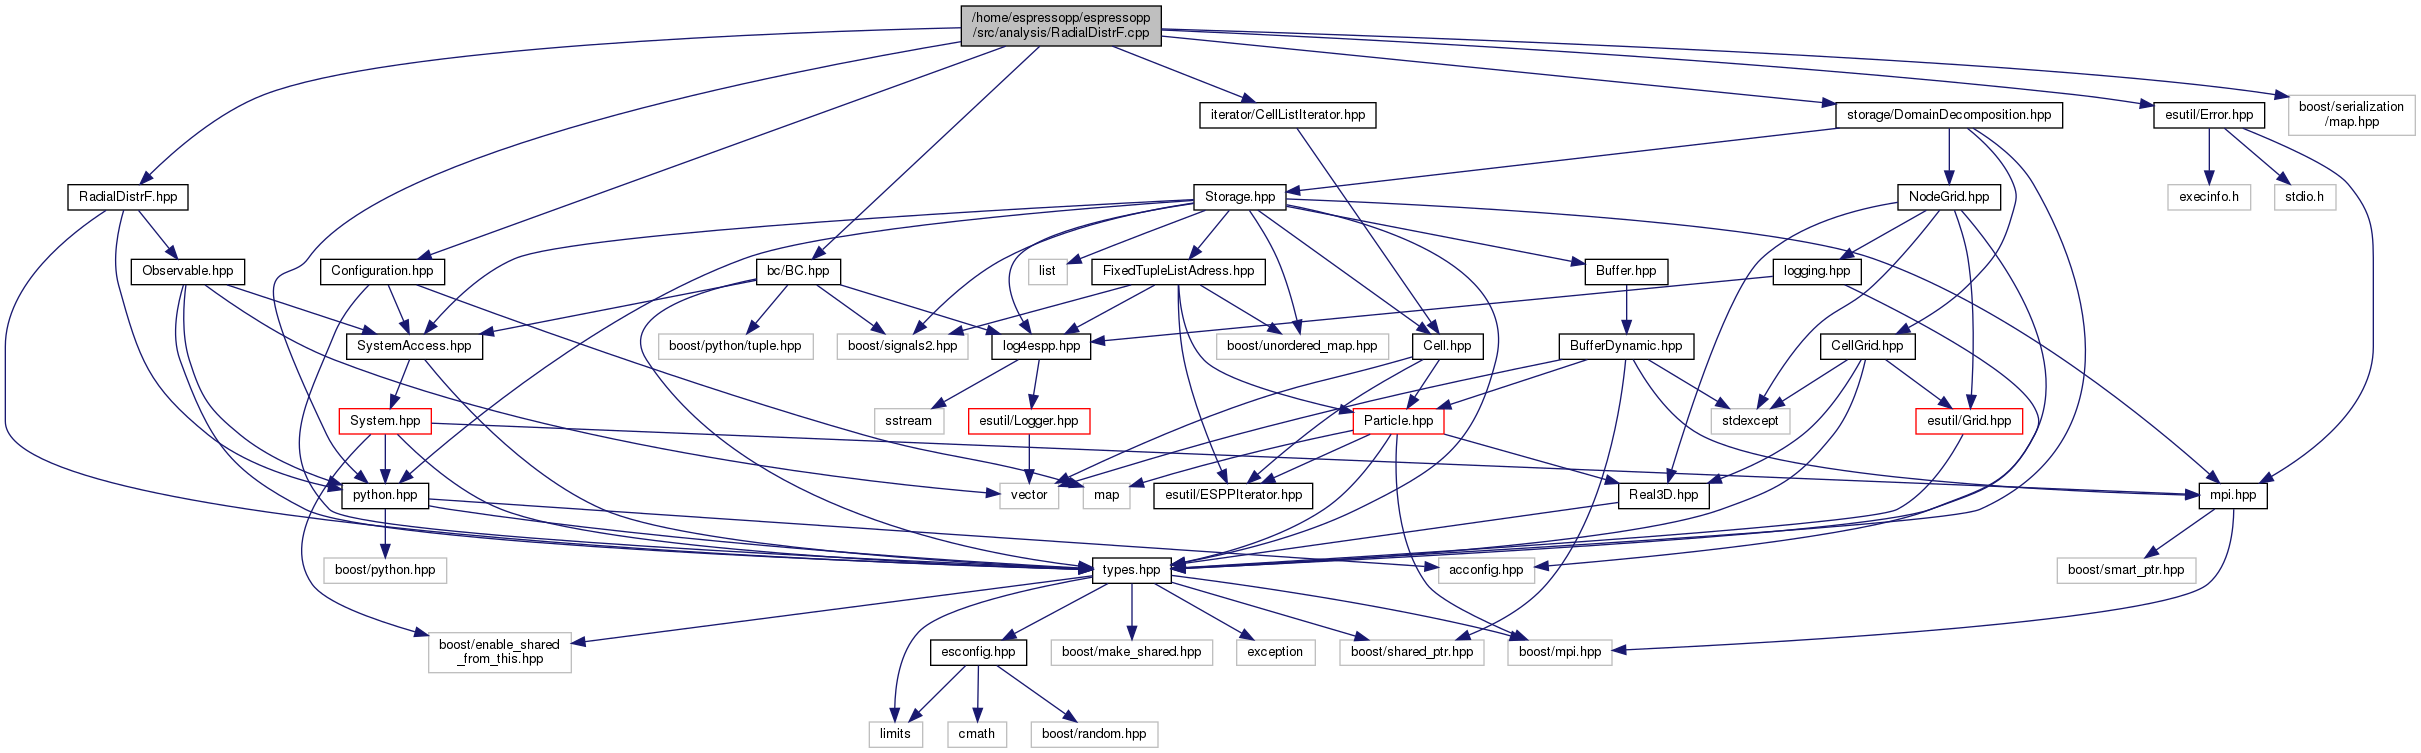 /home/espressopp/espressopp
/src/analysis/RadialDistrF.cpp
iterator/CellListIterator.hpp
storage/DomainDecomposition.hpp
esutil/Error.hpp
boost/serialization
/map.hpp
RadialDistrF.hpp
Storage.hpp
NodeGrid.hpp
execinfo.h
stdio.h
Observable.hpp
Configuration.hpp
bc/BC.hpp
list
FixedTupleListAdress.hpp
Buffer.hpp
logging.hpp
SystemAccess.hpp
boost/python/tuple.hpp
boost/signals2.hpp
log4espp.hpp
boost/unordered_map.hpp
Cell.hpp
BufferDynamic.hpp
CellGrid.hpp
System.hpp
sstream
esutil/Logger.hpp
Particle.hpp
stdexcept
esutil/Grid.hpp
python.hpp
vector
map
esutil/ESPPIterator.hpp
Real3D.hpp
mpi.hpp
boost/python.hpp
types.hpp
acconfig.hpp
boost/smart_ptr.hpp
boost/enable_shared
_from_this.hpp
esconfig.hpp
boost/make_shared.hpp
exception
boost/shared_ptr.hpp
boost/mpi.hpp
limits
cmath
boost/random.hpp